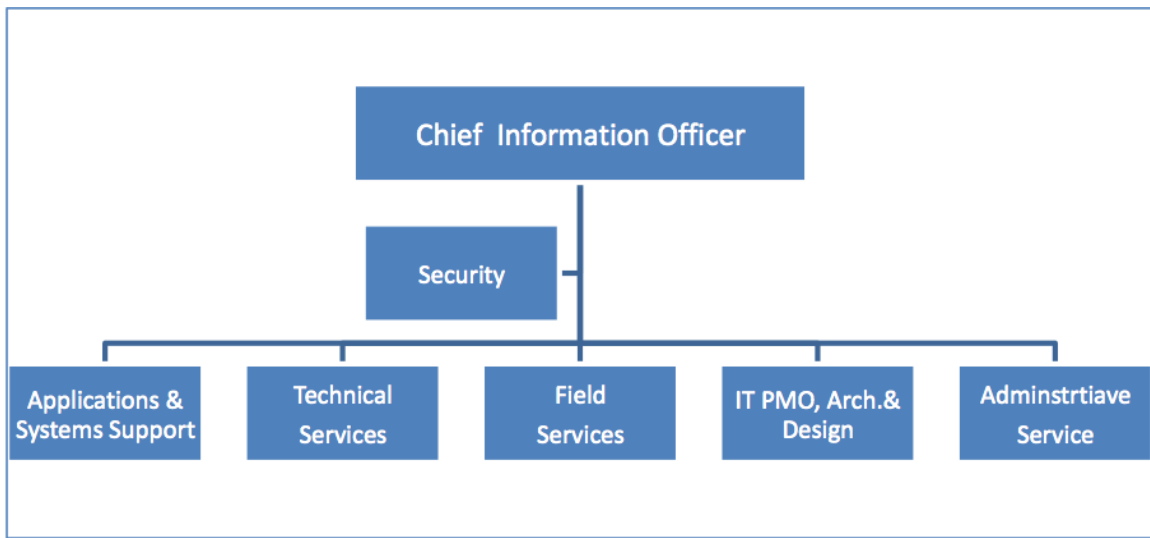 Chief Information Officer
Security
Applications &
Systems Support
Technical
Services
Field
Services
IT PMO, Arch.&
Design
Adminstrtiave
Service